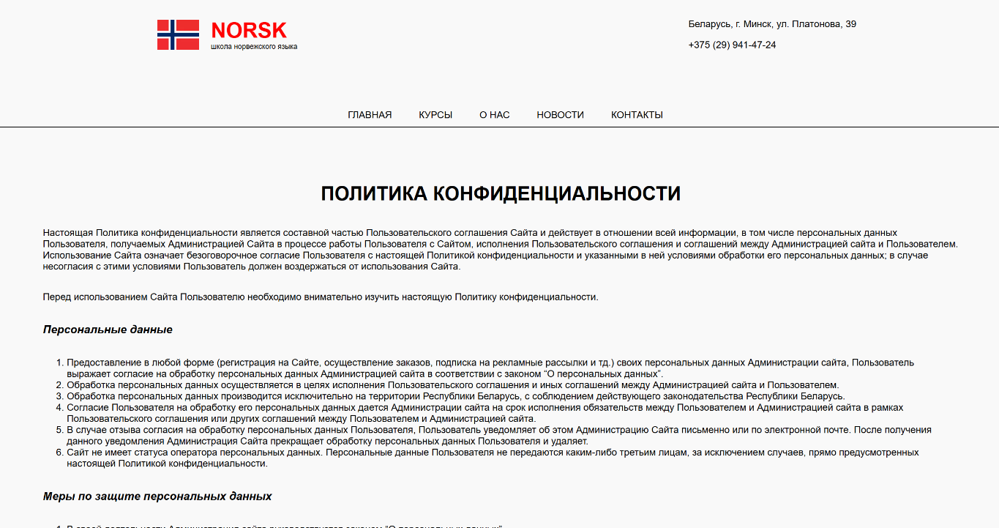 NORSK
школа норвежского языка
Беларусь, г. Минск, ул. Платонова, 39
+375 (29) 941-47-24
ГЛАВНАЯ КУРСЫ О НАС НОВОСТИ КОНТАКТЫ
ПОЛИТИКА КОНФИДЕНЦИАЛЬНОСТИ
Настоящая Политика конфиденциальности является составной частью Пользовательского соглашения Сайта и действует в отношении всей информации, в том числе персональных данных
Пользователя, получаемых Администрацией Сайта в процессе работы Пользователя с Сайтом, исполнения Пользовательского соглашения и соглашений между Администрацией сайта и Пользователем.
Использование Сайта означает безоговорочное согласие Пользователя с настоящей Политикой конфиденциальности и указанными в ней условиями обработки его персональных данных; в случае
несогласия с этими условиями Пользователь должен воздержаться от использования Сайта.
Перед использованием Сайта Пользователю необходимо внимательно изучить настоящую Политику конфиденциальности.
Персональные данные
1. Предоставление в любой форме (регистрация на Сайте, осуществление заказов, подписка на рекламные рассылки и тд.) своих персональных данных Администрации сайта, Пользователь
выражает согласие на обработку персональных данных Администрацией сайта в соответствии с законом “О персональных данных”.
2. Обработка персональных данных осуществляется в целях исполнения Пользовательского соглашения и иных соглашений между Администрацией сайта и Пользователем.
3. Обработка персональных данных производится исключительно на территории Республики Беларусь, с соблюдением действующего законодательства Республики Беларусь.
4. Согласие Пользователя на обработку его персональных данных дается Администрации сайта на срок исполнения обязательств между Пользователем и Администрацией сайта в рамках
Пользовательского соглашения или других соглашений между Пользователем и Администрацией сайта.
5. В случае отзыва согласия на обработку персональных данных Пользователя, Пользователь уведомляет об этом Администрацию Сайта письменно или по электронной почте. После получения
данного уведомления Администрация Сайта прекращает обработку персональных данных Пользователя и удаляет.
6. Сайт не имеет статуса оператора персональных данных. Персональные данные Пользователя не передаются каким-либо третьим лицам, за исключением случаев, прямо предусмотренных
настоящей Политикой конфиденциальности.
Меры по защите персональных данных
1. В своей деятельности Администрация сайта руководствуется законом “О персональных данных”